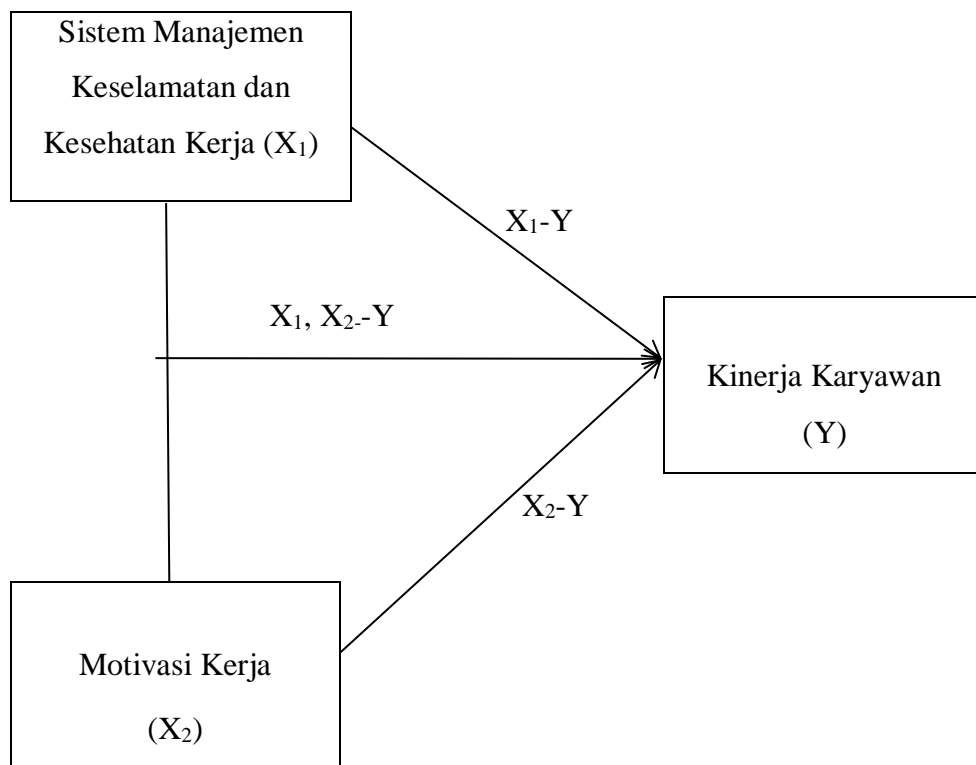 Sistem Manajemen
Keselamatan dan
Kesehatan Kerja (X₁)
X₁-Y
X₁, X₂--Y
Kinerja Karyawan
(Y)
X₂-Y
Motivasi Kerja
(X₂)